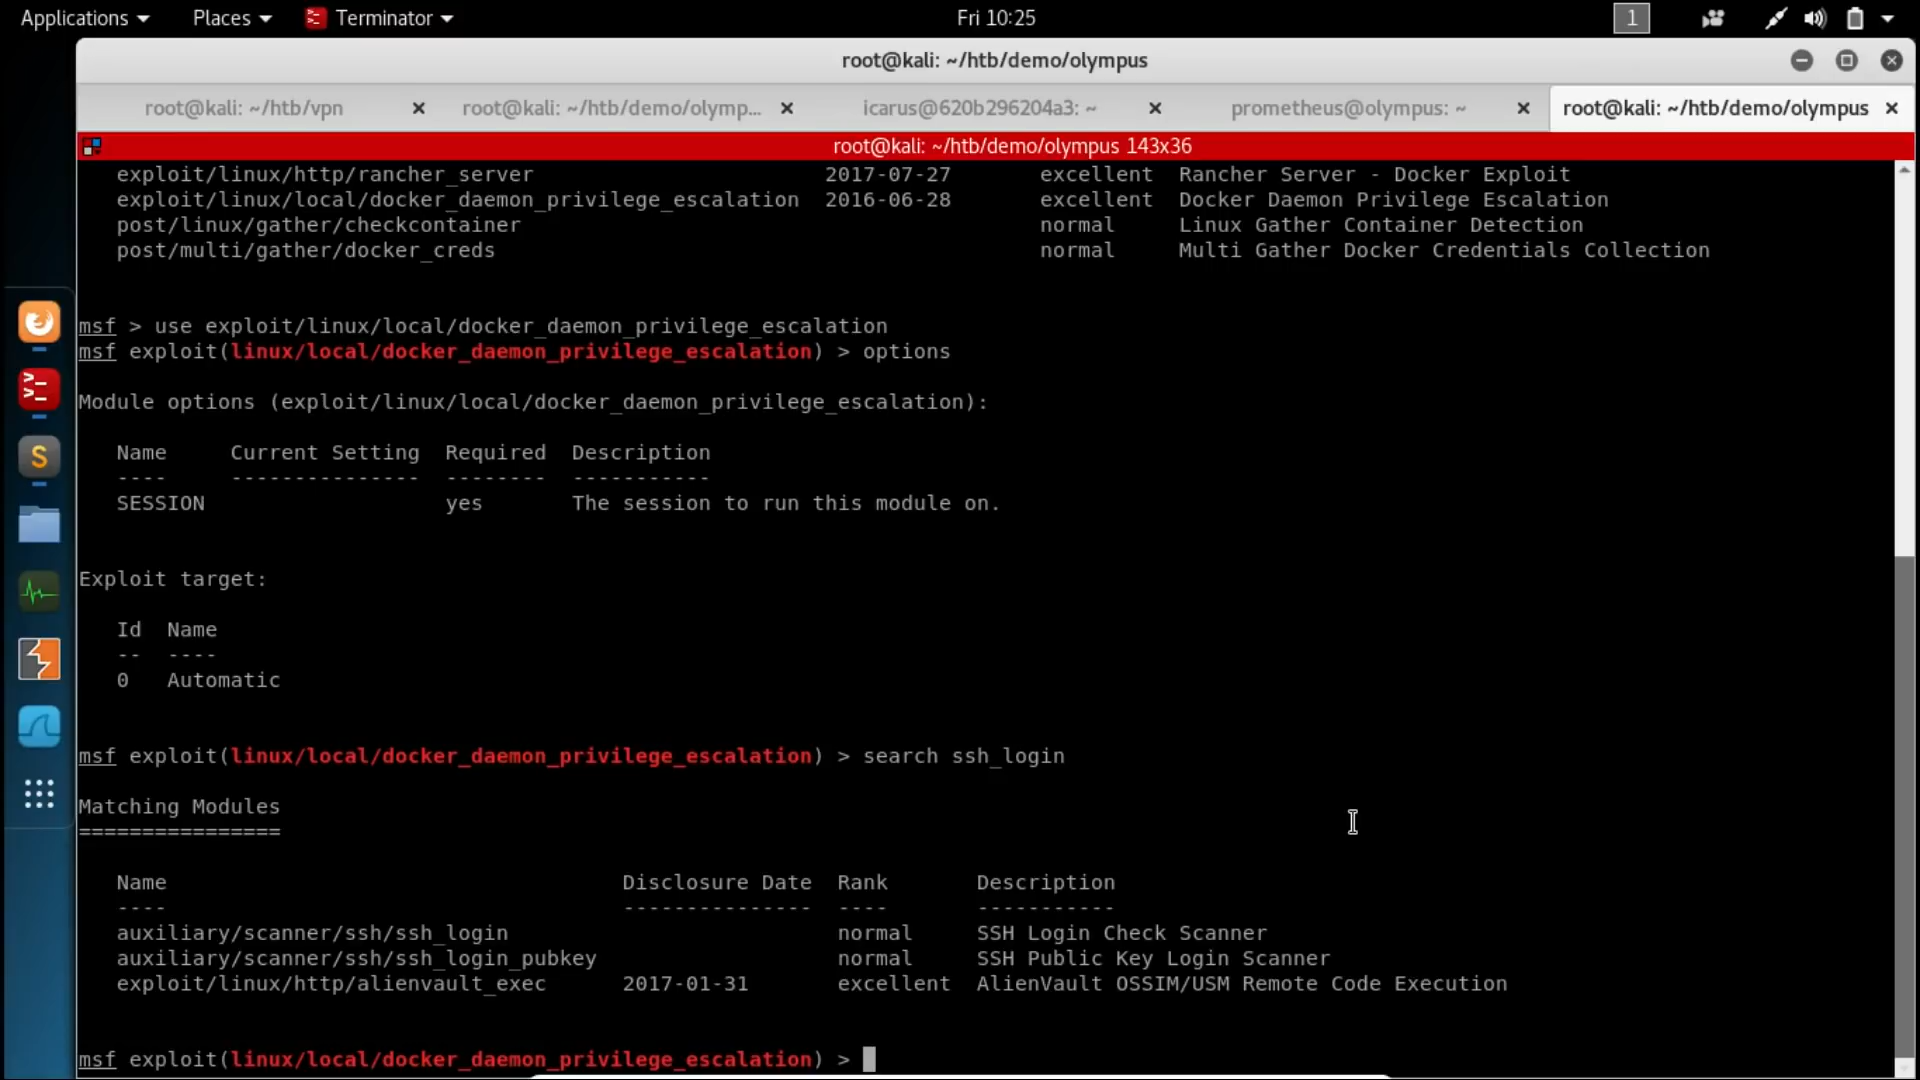 Applications Places Terminator Fri 10:25 1
root@kali: ~/htb/demo/olympus
root@kali: ~/htb/vpn root@kali: ~/htb/demo/olymp... icarus@620b296204a3: ~ prometheus@olympus: ~ root@kali: ~/htb/demo/olympus
root@kali: ~/htb/demo/olympus 143x36
exploit/linux/http/rancher_server 2017-07-27 excellent Rancher Server - Docker Exploit
exploit/linux/local/docker_daemon_privilege_escalation 2016-06-28 excellent Docker Daemon Privilege Escalation
post/linux/gather/checkcontainer normal Linux Gather Container Detection
post/multi/gather/docker_creds normal Multi Gather Docker Credentials Collection
msf > use exploit/linux/local/docker_daemon_privilege_escalation
msf exploit(linux/local/docker_daemon_privilege_escalation) > options
Module options (exploit/linux/local/docker_daemon_privilege_escalation):
Name Current Setting Required Description
---- --------------- -------- -----------
SESSION yes The session to run this module on.
Exploit target:
Id Name
-- ----
0 Automatic
msf exploit(linux/local/docker_daemon_privilege_escalation) > search ssh_login
Matching Modules
================
Name Disclosure Date Rank Description
---- --------------- ---- -----------
auxiliary/scanner/ssh/ssh_login normal SSH Login Check Scanner
auxiliary/scanner/ssh/ssh_login_pubkey normal SSH Public Key Login Scanner
exploit/linux/http/alienvault_exec 2017-01-31 excellent AlienVault OSSIM/USM Remote Code Execution
msf exploit(linux/local/docker_daemon_privilege_escalation) >